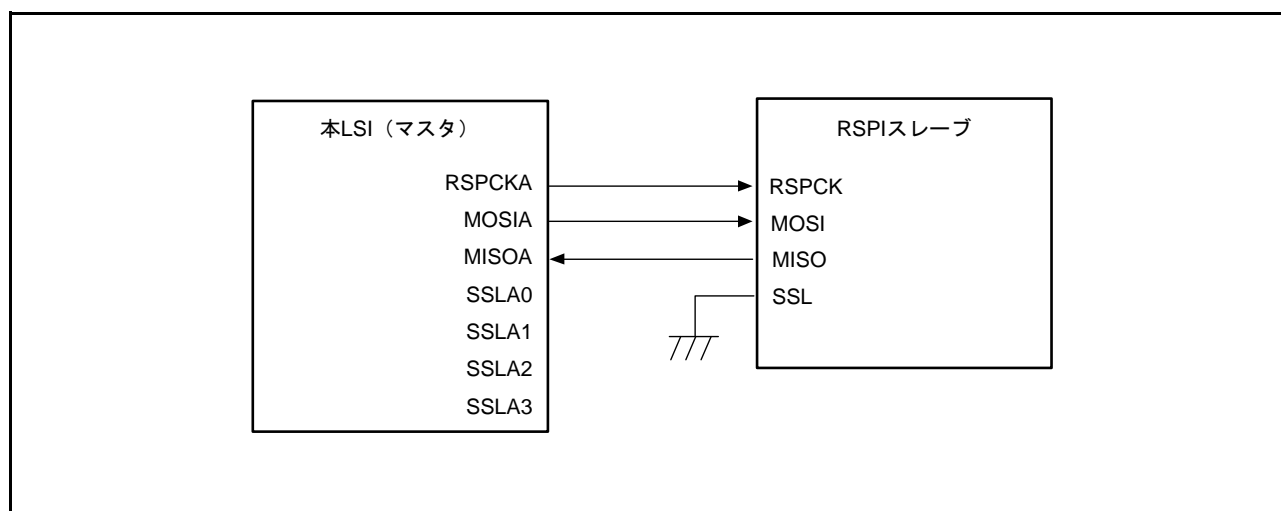 本LSI（マスタ）
RSPCKA
MOSIA
MISOA
SSLA0
SSLA1
SSLA2
SSLA3
RSPIスレーブ
RSPCK
MOSI
MISO
SSL